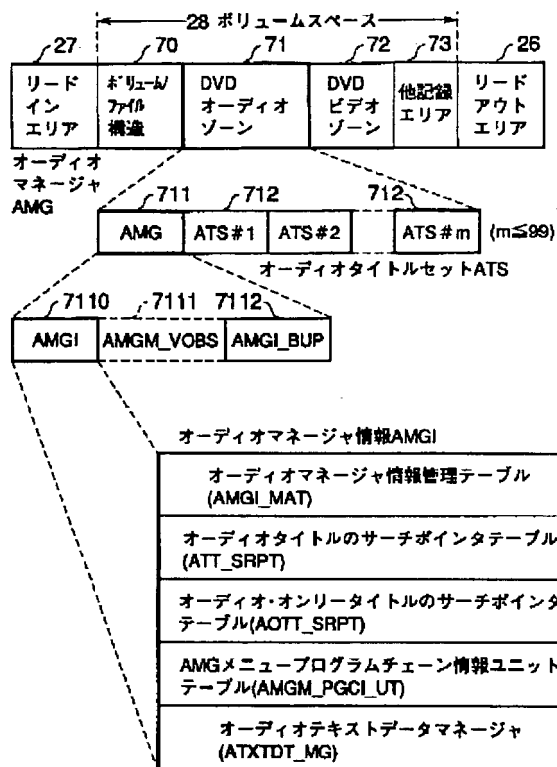 28 ボリュームスペース
27 70 71 72 73 26
リード
イン
エリア
ボリューム/
ファイル
構造
DVD
オーディオ
ゾーン
DVD
ビデオ
ゾーン
他記録
エリア
リード
アウト
エリア
オーディオ
マネージャ
AMG
711 712 712
AMG ATS#1 ATS#2 ATS#m (m≦99)
オーディオタイトルセットATS
7110 7111 7112
AMGI AMGM_VOBS AMGI_BUP
オーディオマネージャ情報AMGI
オーディオマネージャ情報管理テーブル
(AMGI_MAT)
オーディオタイトルのサーチポインタテーブル
(ATT_SRPT)
オーディオ・オンリータイトルのサーチポインタ
テーブル(AOTT_SRPT)
AMGメニュープログラムチェーン情報ユニット
テーブル(AMGM_PGCI_UT)
オーディオテキストデータマネージャ
(ATXTDT_MG)